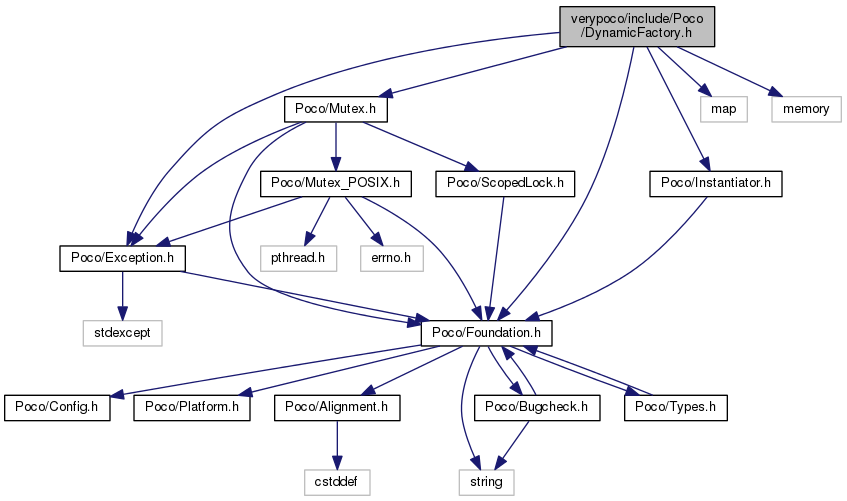 verypoco/include/Poco
/DynamicFactory.h
Poco/Mutex.h
map
memory
Poco/Mutex_POSIX.h
Poco/ScopedLock.h
Poco/Instantiator.h
Poco/Exception.h
pthread.h
errno.h
stdexcept
Poco/Foundation.h
Poco/Config.h
Poco/Platform.h
Poco/Alignment.h
Poco/Bugcheck.h
Poco/Types.h
cstddef
string